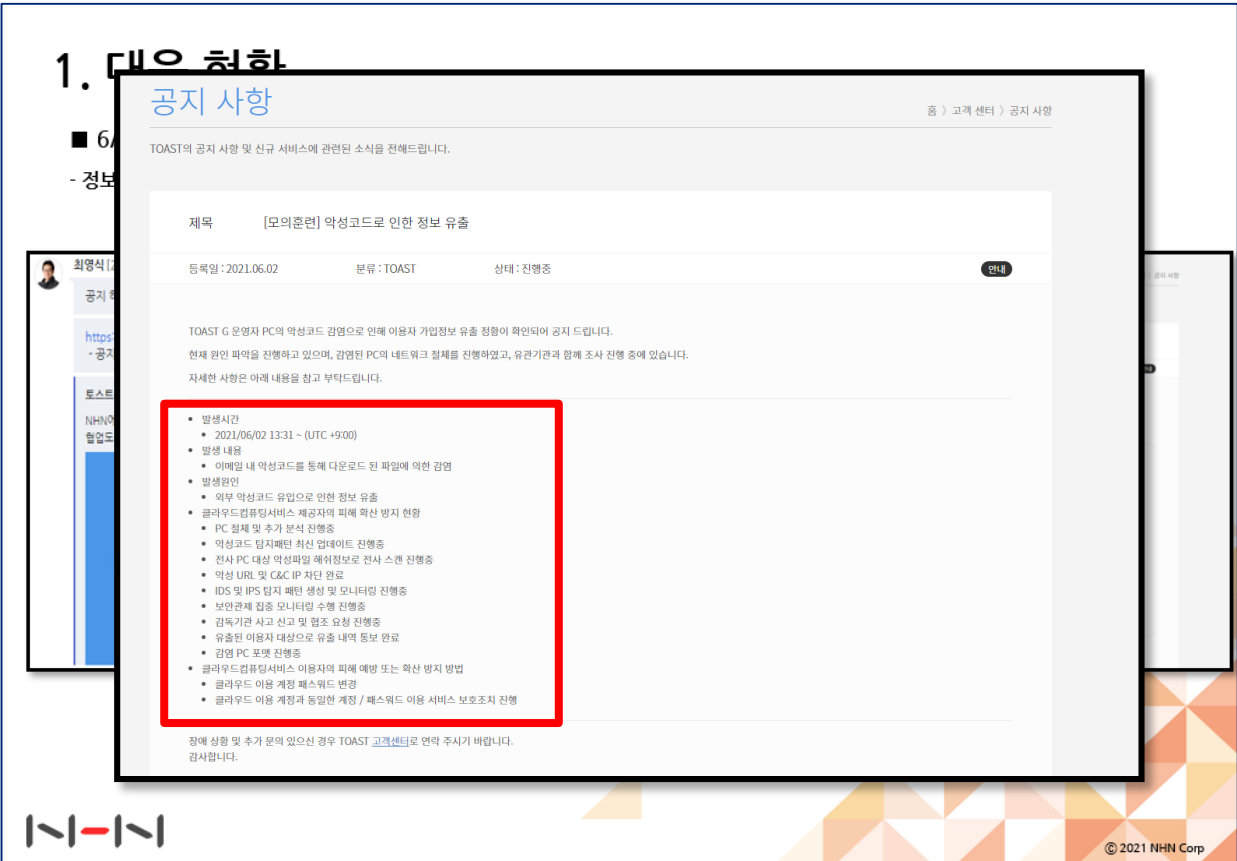 1. 대응 현황
■ 6/
- 정보
공지 사항
홈 〉 고객 센터 〉 공지 사항
TOAST의 공지 사항 및 신규 서비스에 관련된 소식을 전해드립니다.
제목 [모의훈련] 악성코드로 인한 정보 유출
등록일 : 2021.06.02 분류 : TOAST 상태 : 진행중 안내
TOAST G 운영자 PC의 악성코드 감염으로 인해 이용자 가입정보 유출 정황이 확인되어 공지 드립니다.
현재 원인 파악을 진행하고 있으며, 감염된 PC의 네트워크 절체를 진행하였고, 유관기관과 함께 조사 진행 중에 있습니다.
자세한 사항은 아래 내용을 참고 부탁드립니다.
• 발생시간
• 2021/06/02 13:31 ~ (UTC +9:00)
• 발생 내용
• 이메일 내 악성코드를 통해 다운로드 된 파일에 의한 감염
• 발생원인
• 외부 악성코드 유입으로 인한 정보 유출
• 클라우드컴퓨팅서비스 제공자의 피해 확산 방지 현황
• PC 절체 및 추가 분석 진행중
• 악성코드 탐지패턴 최신 업데이트 진행중
• 전사 PC 대상 악성파일 해쉬정보로 전사 스캔 진행중
• 악성 URL 및 C&C IP 차단 완료
• IDS 및 IPS 탐지 패턴 생성 및 모니터링 진행중
• 보안관제 집중 모니터링 수행 진행중
• 감독기관 사고 신고 및 협조 요청 진행중
• 유출된 이용자 대상으로 유출 내역 통보 완료
• 감염 PC 포맷 진행중
• 클라우드컴퓨팅서비스 이용자의 피해 예방 또는 확산 방지 방법
• 클라우드 이용 계정 패스워드 변경
• 클라우드 이용 계정과 동일한 계정 / 패스워드 이용 서비스 보호조치 진행
장애 상황 및 추가 문의 있으신 경우 TOAST 고객센터로 연락 주시기 바랍니다.
감사합니다.
최영식
공지
https:
- 공지
토스트
NHN
협업도
〉 공지 사항
NHN
© 2021 NHN Corp